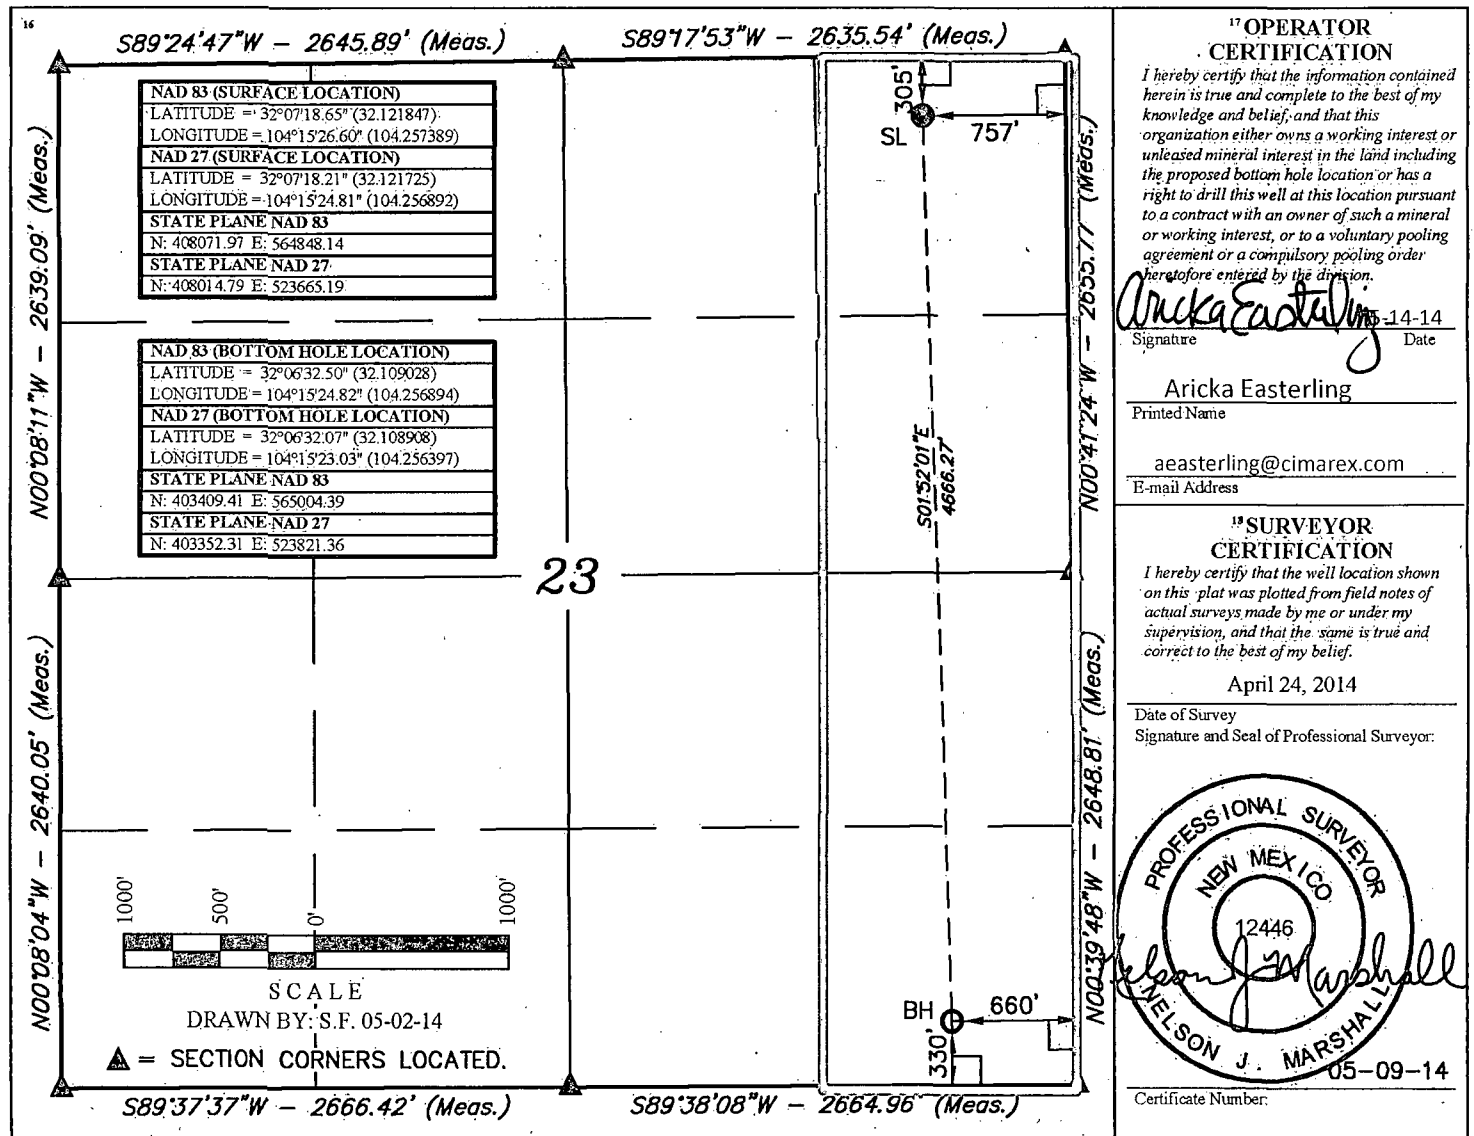 16
S89°24'47"W – 2645.89' (Meas.)
S89°17'53"W – 2635.54' (Meas.)
NAD 83 (SURFACE LOCATION)
LATITUDE = 32°07'18.65" (32.121847)
LONGITUDE = 104°15'26.60" (104.257389)
NAD 27 (SURFACE LOCATION)
LATITUDE = 32°07'18.21" (32.121725)
LONGITUDE = 104°15'24.81" (104.256892)
STATE PLANE NAD 83
N: 408071.97 E: 564848.14
STATE PLANE NAD 27
N: 408014.79 E: 523665.19
NAD 83 (BOTTOM HOLE LOCATION)
LATITUDE = 32°06'32.50" (32.109028)
LONGITUDE = 104°15'24.82" (104.256894)
NAD 27 (BOTTOM HOLE LOCATION)
LATITUDE = 32°06'32.07" (32.108908)
LONGITUDE = 104°15'23.03" (104.256397)
STATE PLANE NAD 83
N: 403409.41 E: 565004.39
STATE PLANE NAD 27
N: 403352.31 E: 523821.36
N00°08'11"W – 2639.09' (Meas.)
N00°08'04"W – 2640.05' (Meas.)
305'
SL
757'
S01°52'01"E
4666.27'
N00°41'24"W – 2655.77' (Meas.)
23
N00°39'48"W – 2648.81' (Meas.)
BH
660'
330'
1000'
500'
0'
1000'
SCALE
DRAWN BY: S.F. 05-02-14
= SECTION CORNERS LOCATED.
S89°37'37"W – 2666.42' (Meas.)
S89°38'08"W – 2664.96' (Meas.)
17 OPERATOR
CERTIFICATION
I hereby certify that the information contained
herein is true and complete to the best of my
knowledge and belief, and that this
organization either owns a working interest or
unleased mineral interest in the land including
the proposed bottom hole location or has a
right to drill this well at this location pursuant
to a contract with an owner of such a mineral
or working interest, or to a voluntary pooling
agreement or a compulsory pooling order
heretofore entered by the division.
Aricka Easterling
-14-14
Signature Date
Aricka Easterling
Printed Name
aeasterling@cimarex.com
E-mail Address
18 SURVEYOR
CERTIFICATION
I hereby certify that the well location shown
on this plat was plotted from field notes of
actual surveys made by me or under my
supervision, and that the same is true and
correct to the best of my belief.
April 24, 2014
Date of Survey
Signature and Seal of Professional Surveyor:
PROFESSIONAL SURVEYOR
NEW MEXICO
12446
Nelson J. Marshall
NELSON J. MARSHALL
05-09-14
Certificate Number: